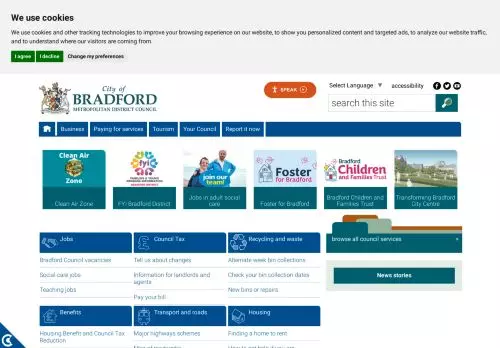 We use cookies
We use cookies and other tracking technologies to improve your browsing experience on our website, to show you personalized content and targeted ads, to analyze our website traffic,
and to understand where our visitors are coming from.
I agree
I decline
Change my preferences
City of
BRADFORD
METROPOLITAN DISTRICT COUNCIL
SPEAK
Select Language ▼
accessibility
search this site
Business
Paying for services
Tourism
Your Council
Report it now
Clean Air
Zone
Clean Air Zone
fyi
FAMILIES & YOUNG
BRADFORD DISTRICT
FYI Bradford District
join our
team!
Jobs in adult social
care
Foster
for Bradford
Foster for Bradford
Bradford
Children
and Families Trust
Bradford Children and
Families Trust
Transforming Bradford
City Centre
Jobs
Bradford Council vacancies
Social care jobs
Teaching jobs
Council Tax
Tell us about changes
Information for landlords and
agents
Pay your bill
Recycling and waste
Alternate week bin collections
Check your bin collection dates
New bins or repairs
browse all council services
News stories
Benefits
Housing Benefit and Council Tax
Reduction
Transport and roads
Major highways schemes
Housing
Finding a home to rent